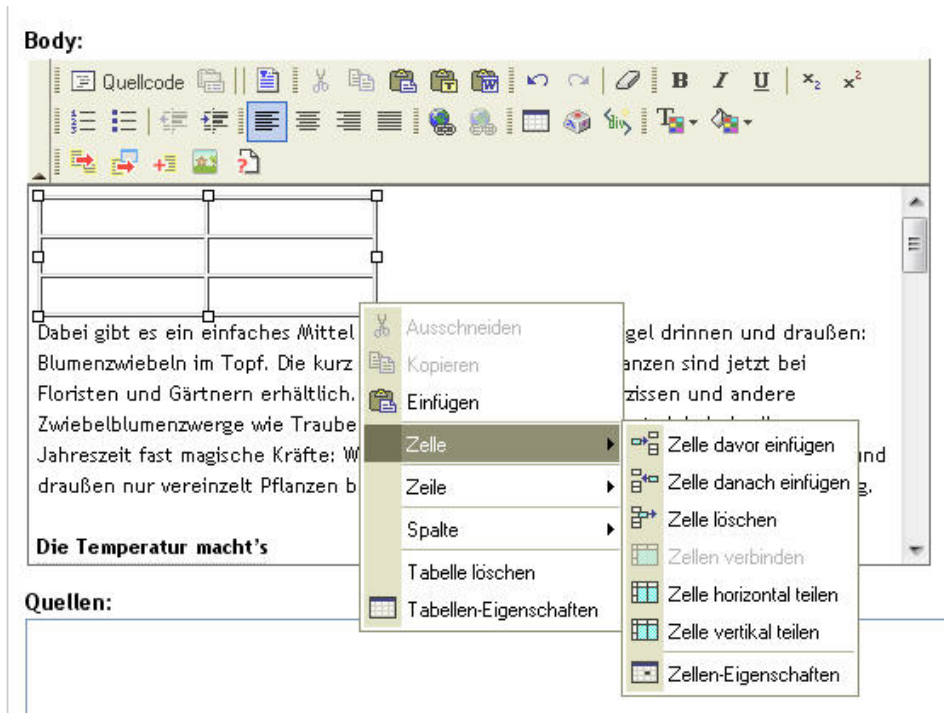 Body:
Quellcode
B I U x₂ x²
Dabei gibt es ein einfaches Mittel gel drinnen und draußen:
Blumenzwiebeln im Topf. Die kurz anzen sind jetzt bei
Floristen und Gärtnern erhältlich. zissen und andere
Zwiebelblumenzwerge wie Traube
Jahreszeit fast magische Kräfte: W nd
draußen nur vereinzelt Pflanzen b g.
Die Temperatur macht's
Ausschneiden
Kopieren
Einfügen
Zelle
Zeile
Spalte
Tabelle löschen
Tabellen-Eigenschaften
Zelle davor einfügen
Zelle danach einfügen
Zelle löschen
Zellen verbinden
Zelle horizontal teilen
Zelle vertikal teilen
Zellen-Eigenschaften
Quellen: